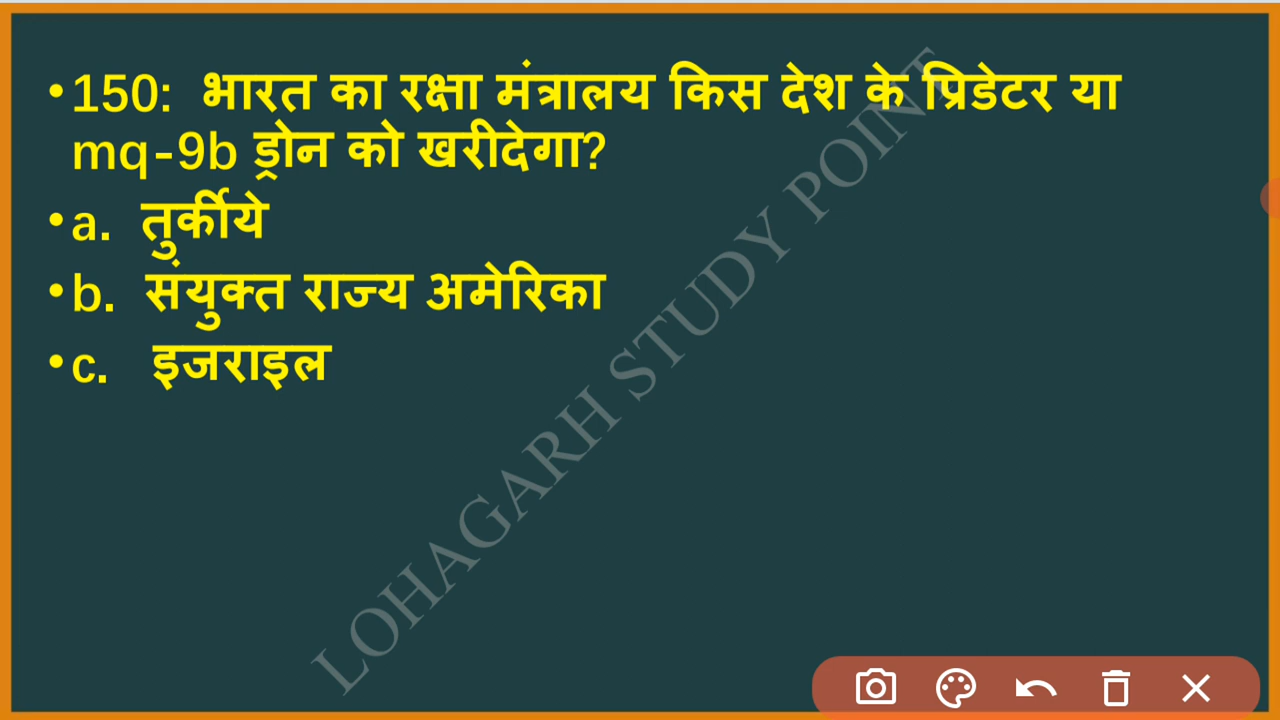 •150: भारत का रक्षा मंत्रालय किस देश के प्रिडेटर या
mq-9b ड्रोन को खरीदेगा?
•a. तुर्कीये
•b. संयुक्त राज्य अमेरिका
•c. इजराइल
LOHAGARH STUDY POINT